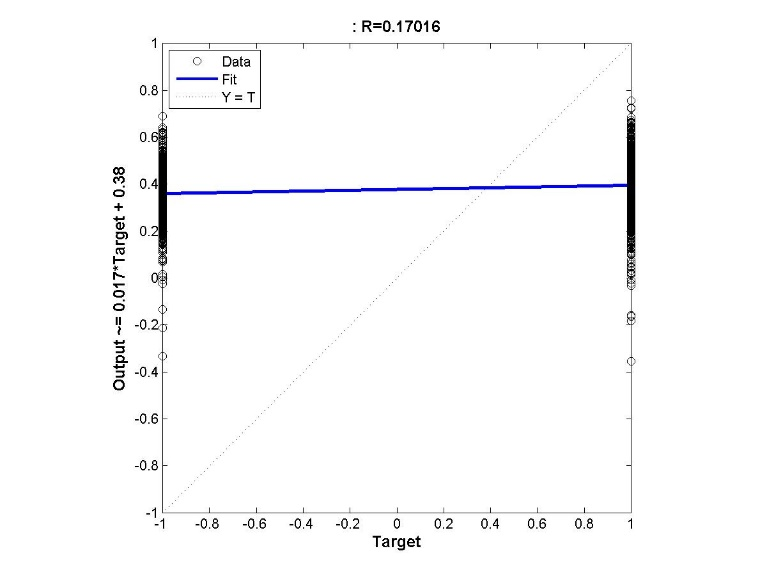 : R=0.17016
Data
Fit
Y = T
1
0.8
0.6
0.4
0.2
0
-0.2
-0.4
-0.6
-0.8
-1
Output ~= 0.017*Target + 0.38
-1 -0.8 -0.6 -0.4 -0.2 0 0.2 0.4 0.6 0.8 1
Target